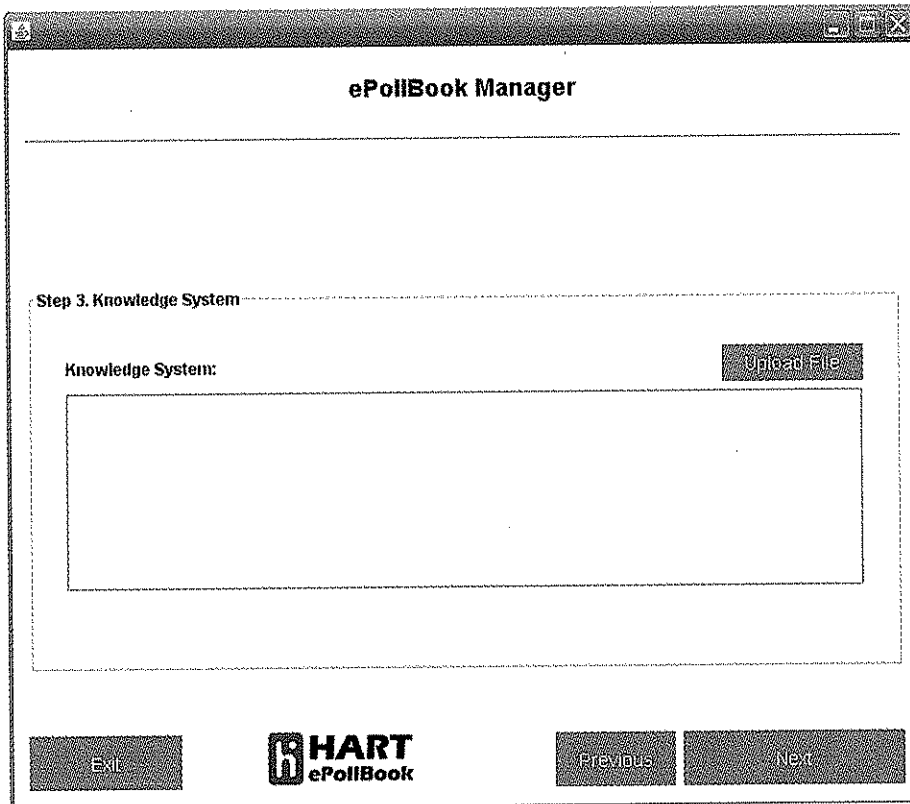 ePollBook Manager
Step 3. Knowledge System
Knowledge System:
Upload File
Exit
HART
ePollBook
Previous
Next